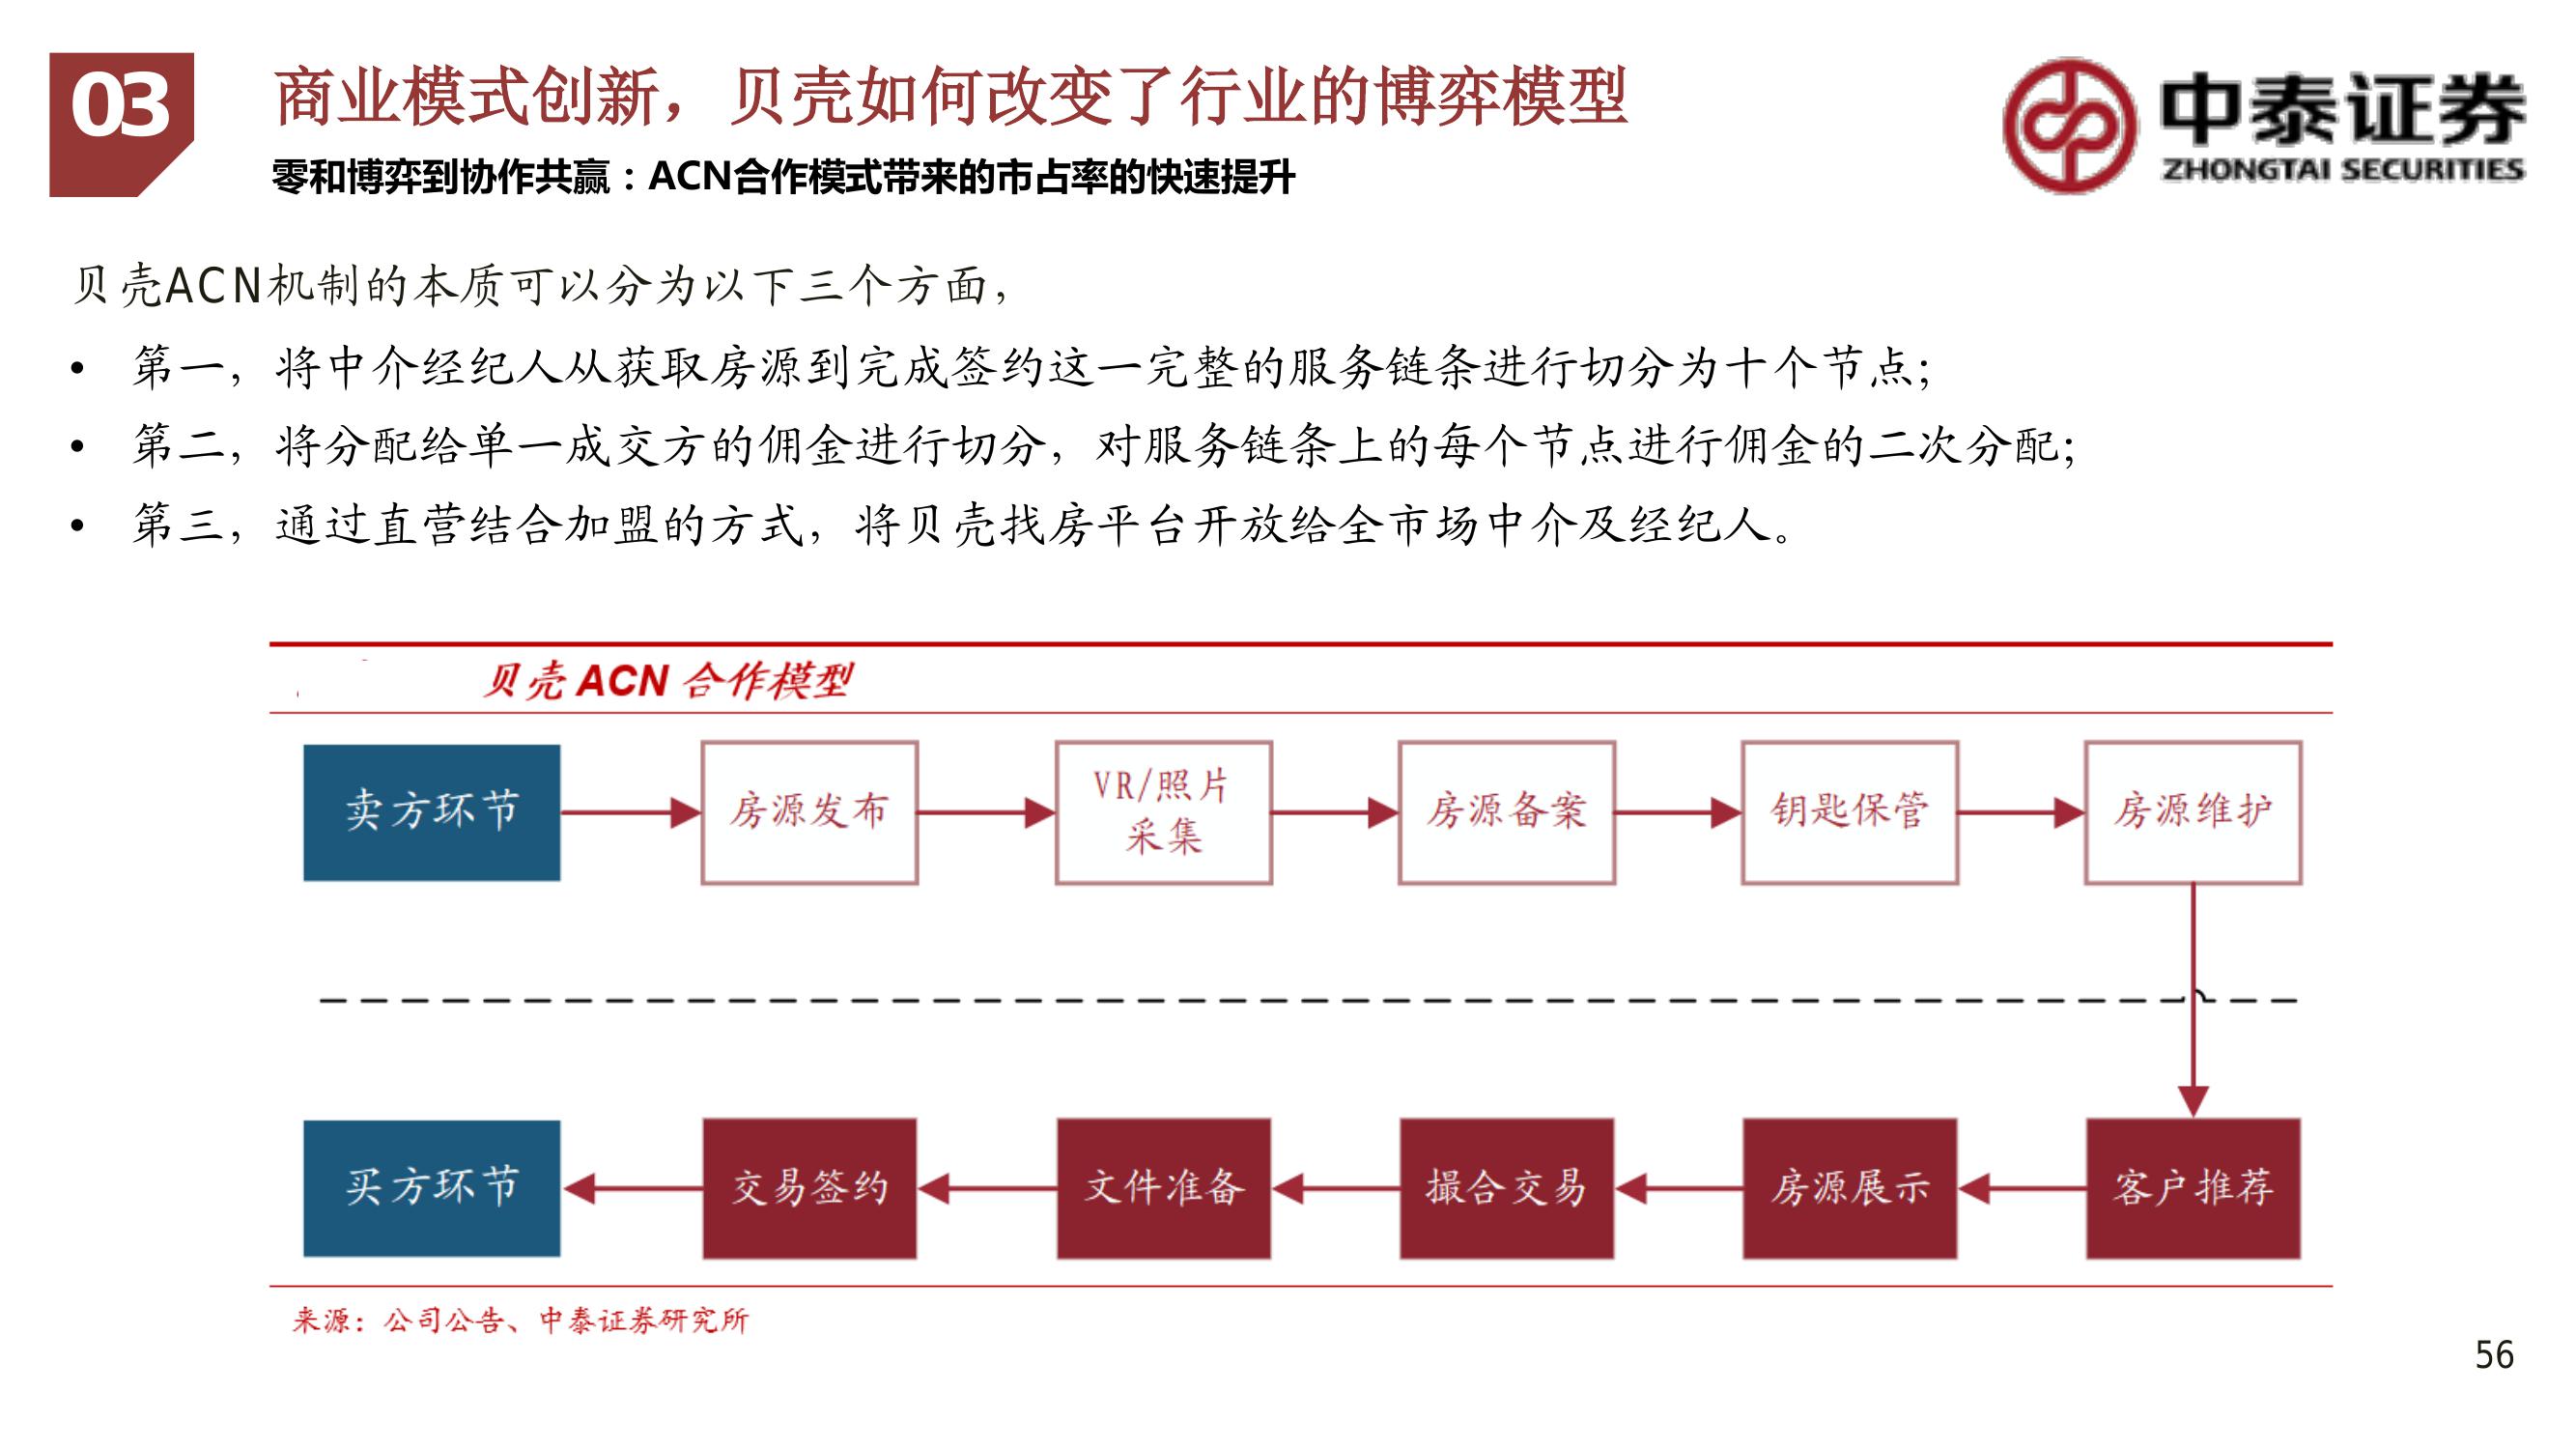 03
商业模式创新，贝壳如何改变了行业的博弈模型
零和博弈到协作共赢：ACN合作模式带来的市占率的快速提升
中泰证券
ZHONGTAI SECURITIES
贝壳ACN机制的本质可以分为以下三个方面，
• 第一，将中介经纪人从获取房源到完成签约这一完整的服务链条进行切分为十个节点；
• 第二，将分配给单一成交方的佣金进行切分，对服务链条上的每个节点进行佣金的二次分配；
• 第三，通过直营结合加盟的方式，将贝壳找房平台开放给全市场中介及经纪人。
贝壳 ACN 合作模型
卖方环节
房源发布
VR/照片
采集
房源备案
钥匙保管
房源维护
买方环节
交易签约
文件准备
撮合交易
房源展示
客户推荐
来源：公司公告、中泰证券研究所
56